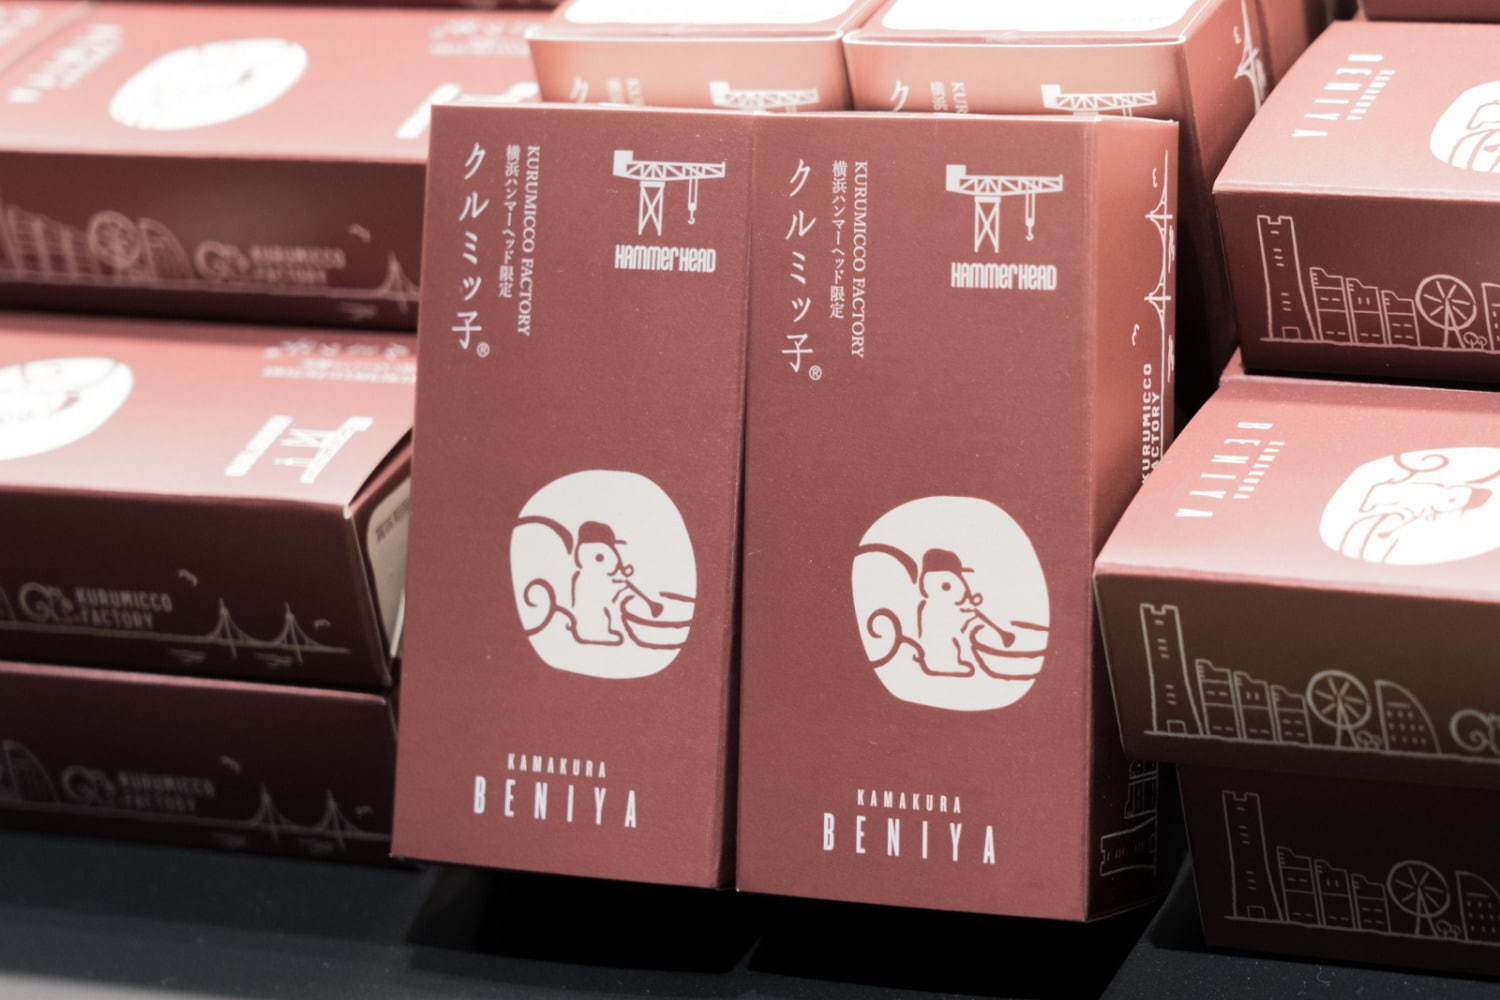 クルミッ子®
横浜ハンマーヘッド限定
KURUMICCO FACTORY
HAMMERHEAD
KAMAKURA
BENIYA
クルミッ子®
横浜ハンマーヘッド限定
KURUMICCO FACTORY
HAMMERHEAD
KAMAKURA
BENIYA
KURUMICCO
FACTORY
KURUMICCO
FACTORY
KURUMICCO
FACTORY
KURUMICCO
FACTORY
BENIYA
KAMAKURA
BENIYA
KAMAKURA